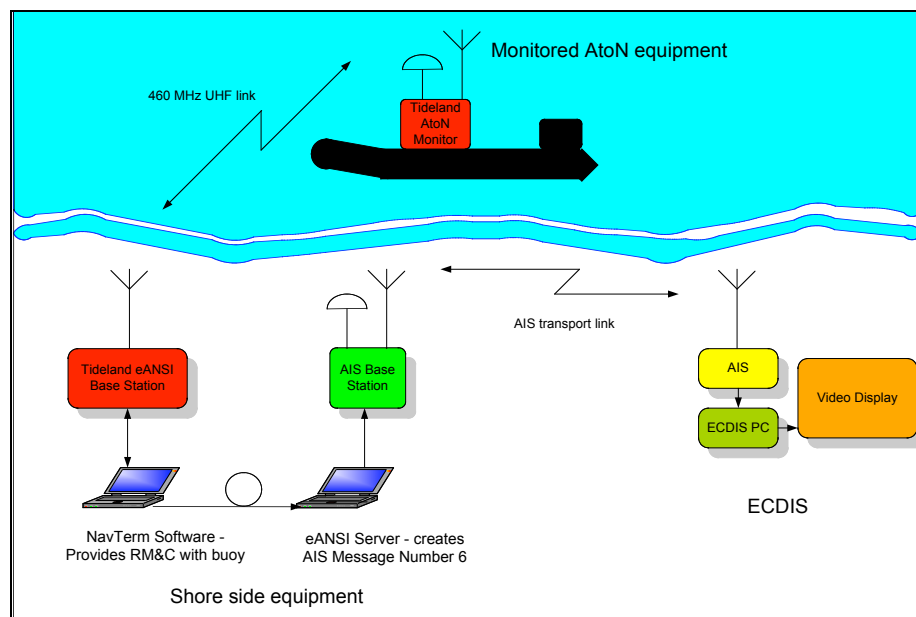 Monitored AtoN equipment
460 MHz UHF link
Tideland
AtoN
Monitor
AIS transport link
Tideland eANSI
Base Station
AIS Base
Station
AIS
Video Display
ECDIS PC
ECDIS
NavTerm Software -
Provides RM&C with buoy
eANSI Server - creates
AIS Message Number 6
Shore side equipment